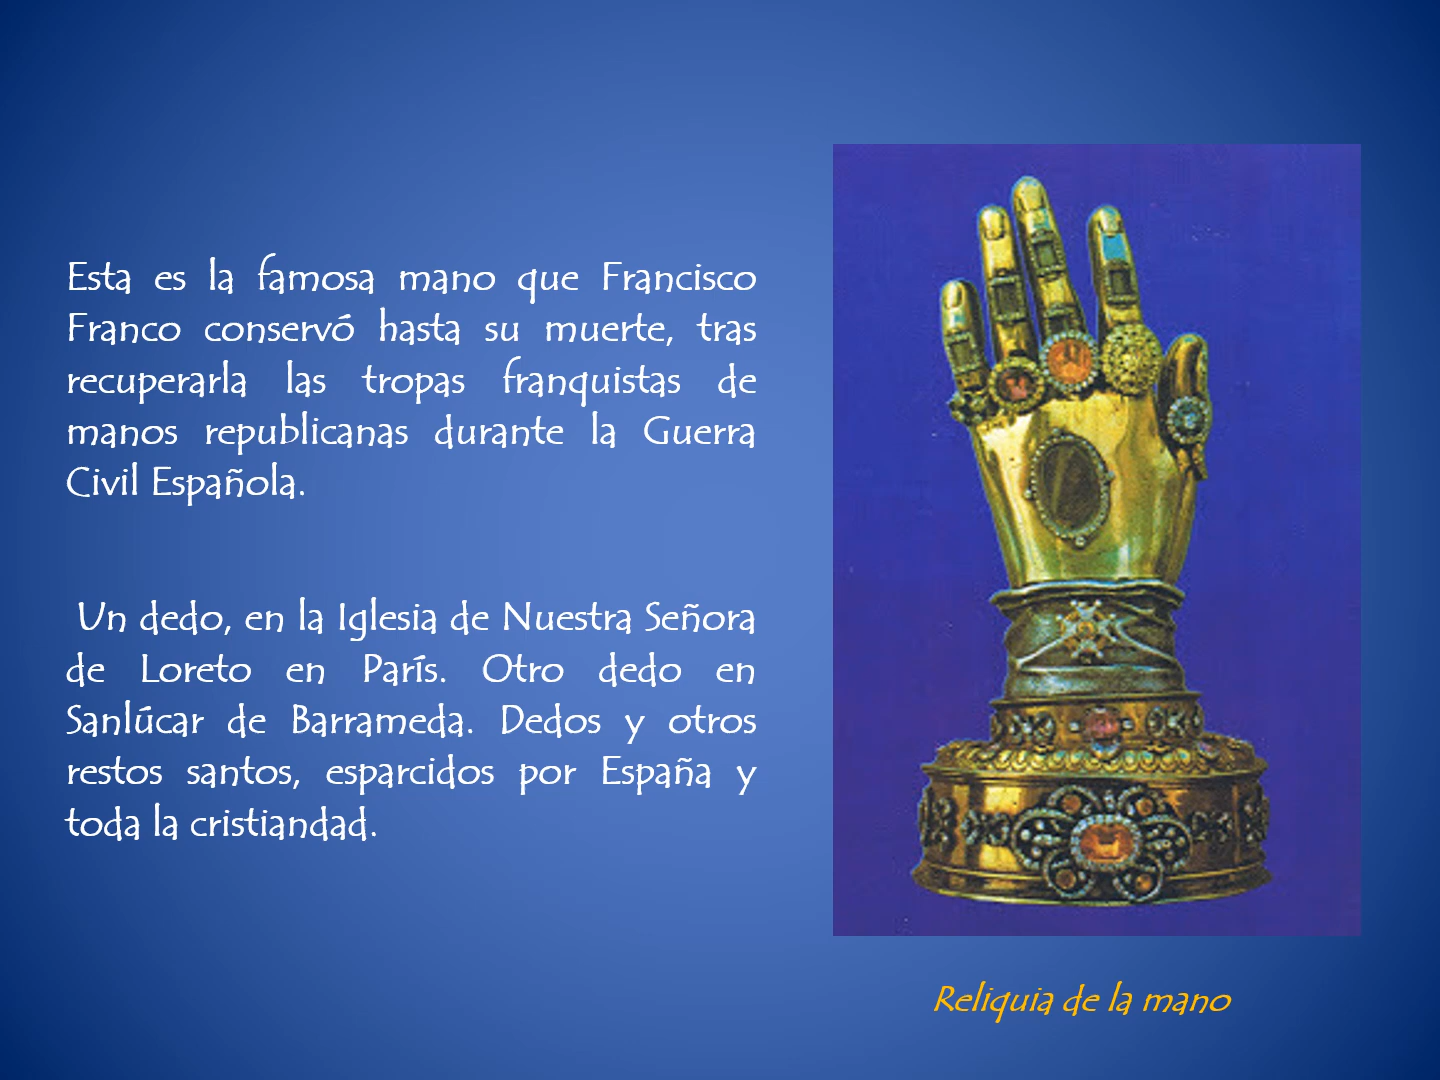 Esta es la famosa mano que Francisco
Franco conservó hasta su muerte, tras
recuperarla las tropas franquistas de
manos republicanas durante la Guerra
Civil Española.
Un dedo, en la Iglesia de Nuestra Señora
de Loreto en París. Otro dedo en
Sanlúcar de Barrameda. Dedos y otros
restos santos, esparcidos por España y
toda la cristiandad.
Reliquia de la mano